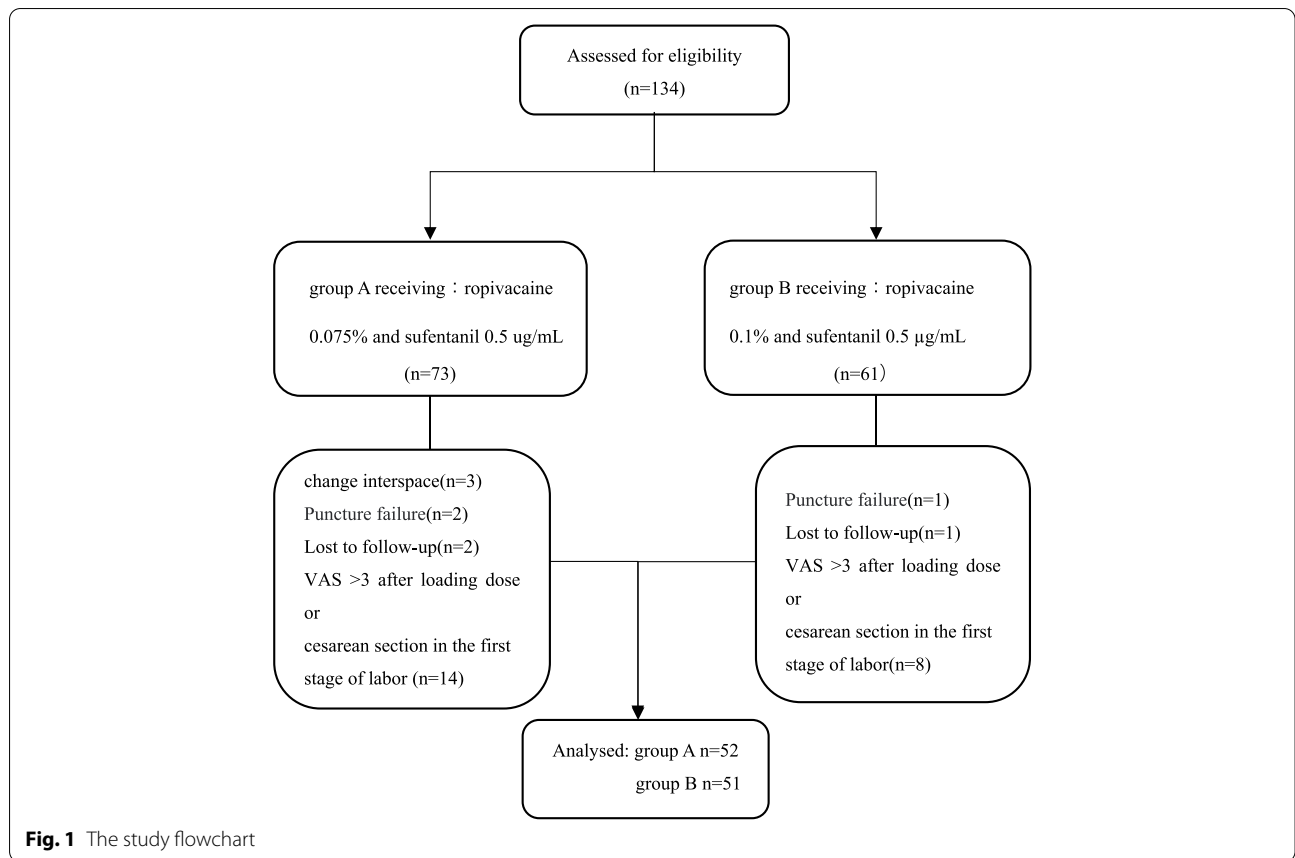 Assessed for eligibility
(n=134)
group A receiving：ropivacaine
0.075% and sufentanil 0.5 ug/mL
(n=73)
group B receiving：ropivacaine
0.1% and sufentanil 0.5 µg/mL
(n=61）
change interspace(n=3)
Puncture failure(n=2)
Lost to follow-up(n=2)
VAS >3 after loading dose
or
cesarean section in the first
stage of labor (n=14)
Puncture failure(n=1)
Lost to follow-up(n=1)
VAS >3 after loading dose
or
cesarean section in the first
stage of labor(n=8)
Analysed: group A n=52
group B n=51
Fig. 1 The study flowchart